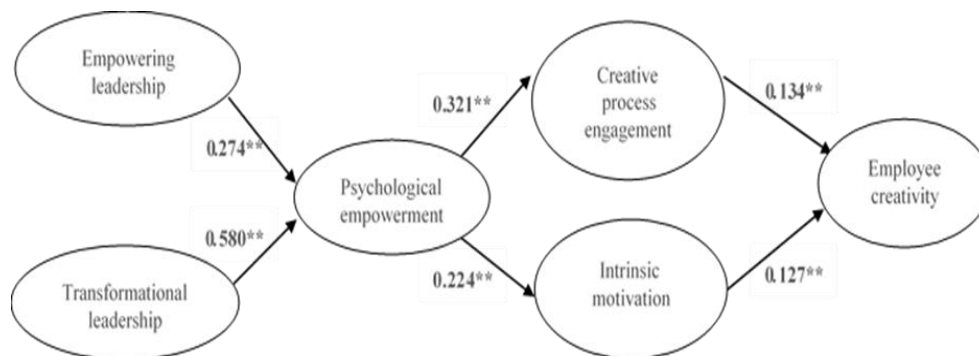 Empowering
leadership
0.274**
Transformational
leadership
0.580**
Psychological
empowerment
0.321**
0.224**
Creative
process
engagement
Intrinsic
motivation
0.134**
0.127**
Employee
creativity